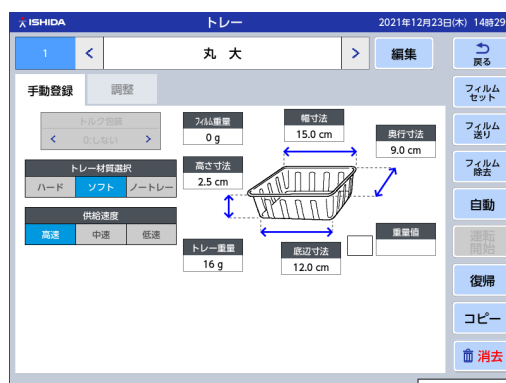 ISHIDA
トレー
2021年12月23日(木) 14時29
1
<
丸 大
>
編集
戻る
手動登録
調整
フィルム
セット
トルク包装
< 0:しない >
フィルム重量
0 g
幅寸法
15.0 cm
奥行寸法
9.0 cm
フィルム
送り
トレー材質選択
ハード ソフト ノートレー
高さ寸法
2.5 cm
フィルム
除去
供給速度
高速 中速 低速
自動
トレー重量
16 g
底辺寸法
12.0 cm
重量値
運転
開始
復帰
コピー
消去